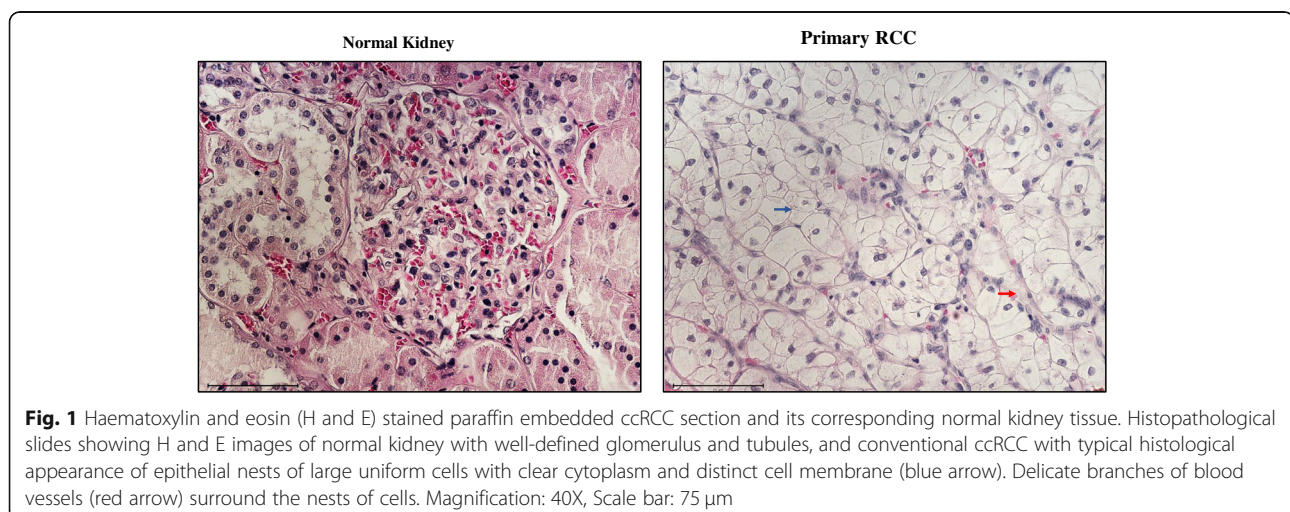 Normal Kidney
Primary RCC
Fig. 1 Haematoxylin and eosin (H and E) stained paraffin embedded ccRCC section and its corresponding normal kidney tissue. Histopathological
slides showing H and E images of normal kidney with well-defined glomerulus and tubules, and conventional ccRCC with typical histological
appearance of epithelial nests of large uniform cells with clear cytoplasm and distinct cell membrane (blue arrow). Delicate branches of blood
vessels (red arrow) surround the nests of cells. Magnification: 40X, Scale bar: 75 μm